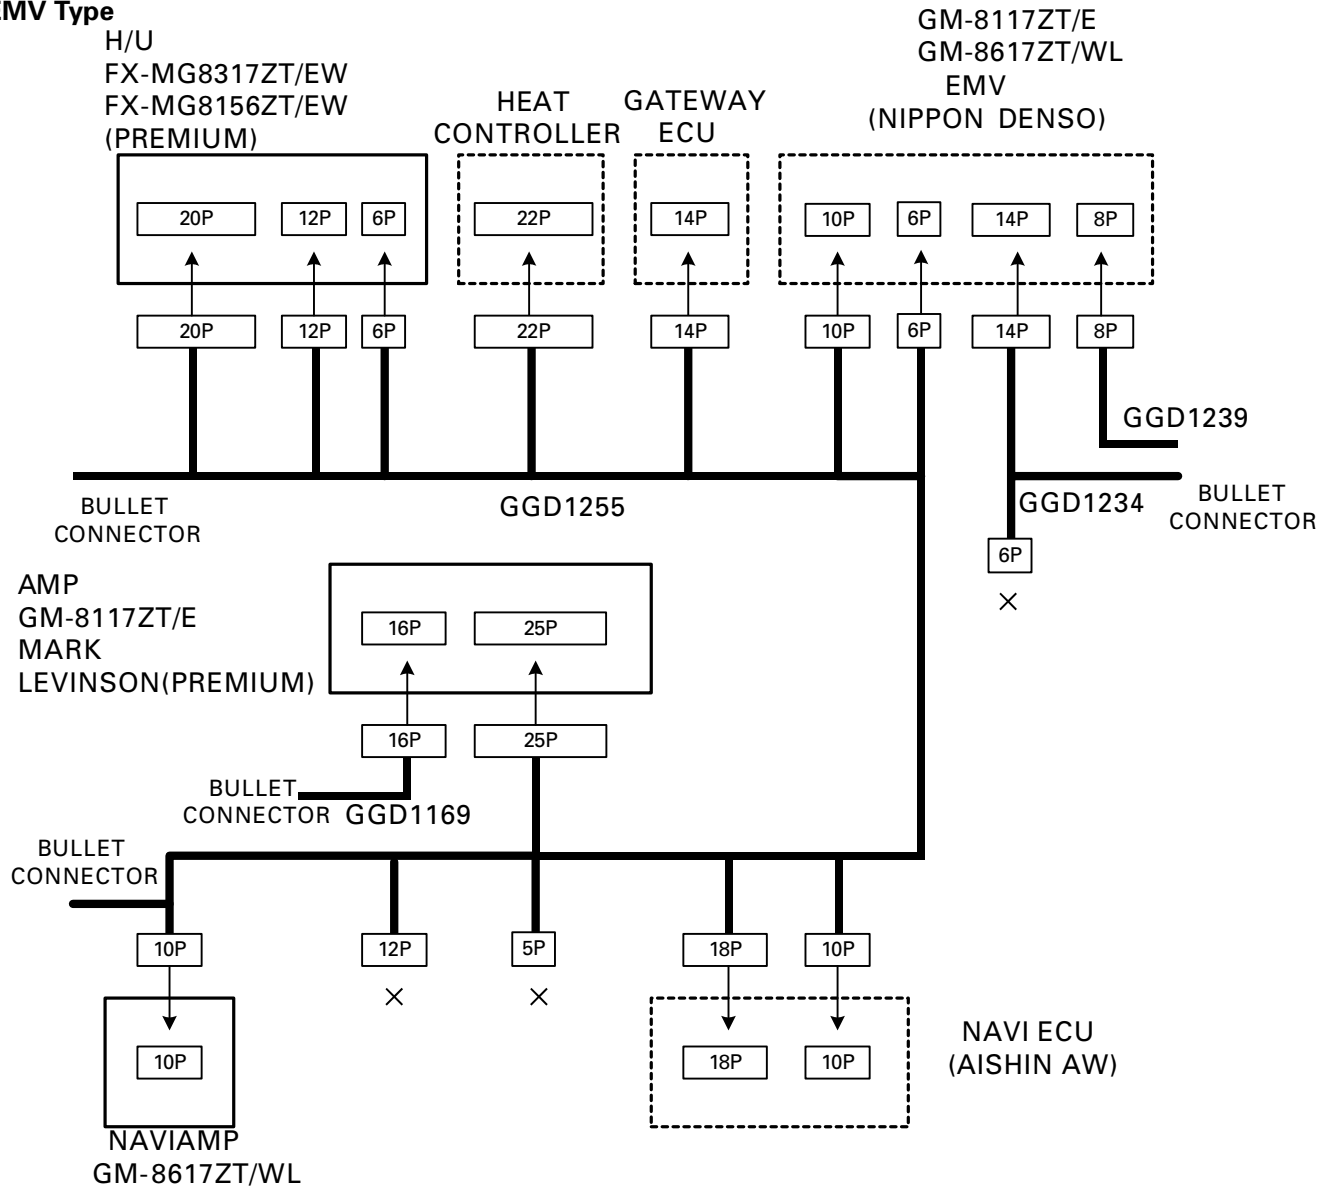 EMV Type
H/U
FX-MG8317ZT/EW
FX-MG8156ZT/EW
(PREMIUM)
HEAT
CONTROLLER
GATEWAY
ECU
GM-8117ZT/E
GM-8617ZT/WL
EMV
(NIPPON DENSO)
20P 12P 6P 22P 14P 10P 6P 14P 8P
20P 12P 6P 22P 14P 10P 6P 14P 8P
GGD1239
BULLET
CONNECTOR
GGD1255
GGD1234
BULLET
CONNECTOR
6P
×
AMP
GM-8117ZT/E
MARK
LEVINSON(PREMIUM)
16P 25P
16P 25P
BULLET
CONNECTOR
GGD1169
BULLET
CONNECTOR
10P 12P 5P 18P 10P
× ×
10P 18P 10P
NAVI ECU
(AISHIN AW)
NAVIAMP
GM-8617ZT/WL